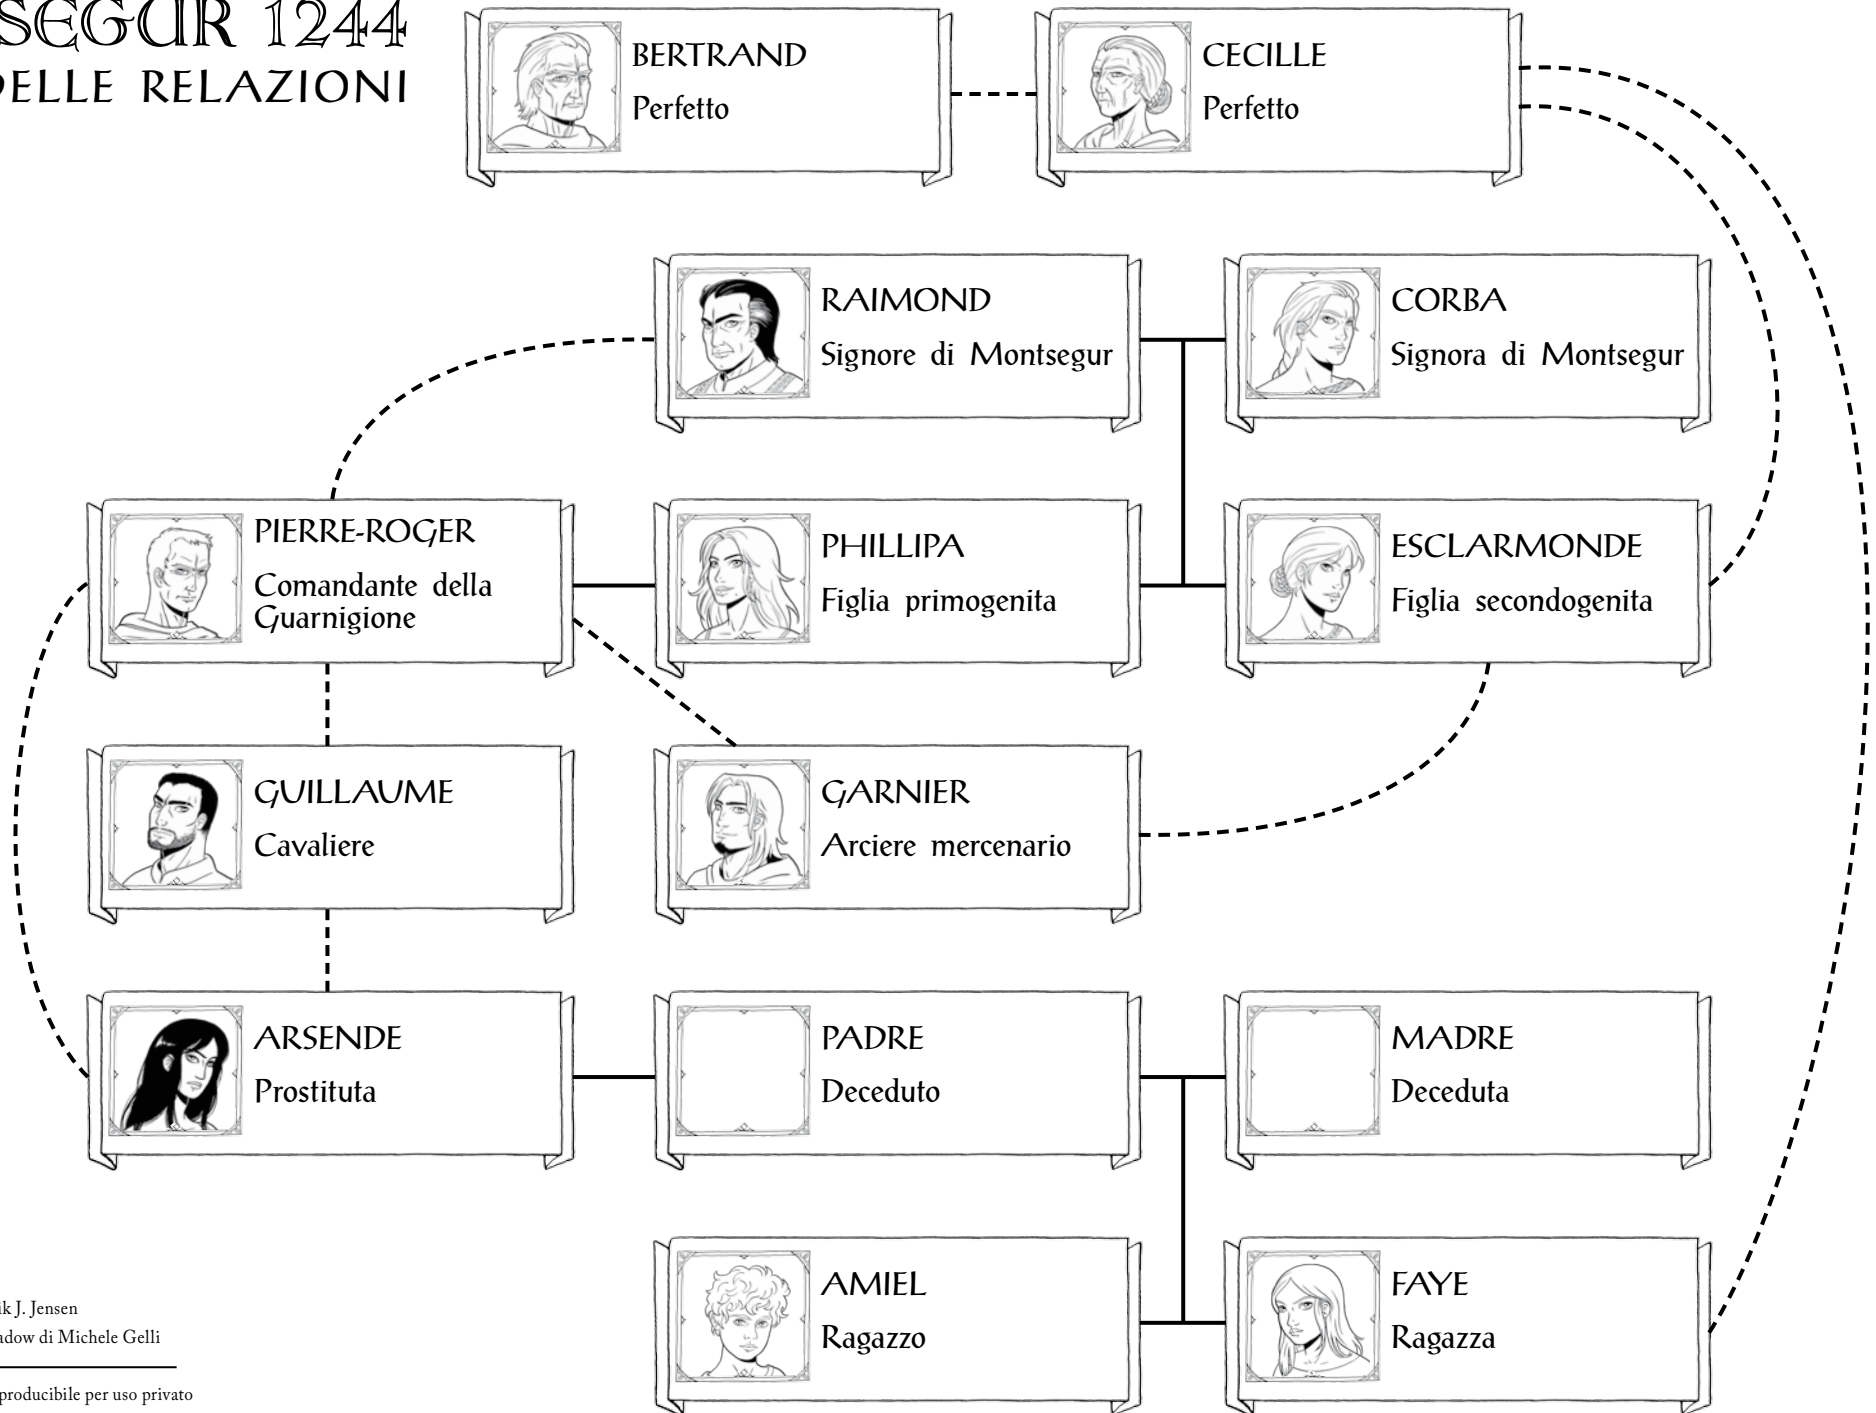 SEGUR 1244
DELLE RELAZIONI
BERTRAND
Perfetto
CECILLE
Perfetto
RAIMOND
Signore di Montsegur
CORBA
Signora di Montsegur
PIERRE-ROGER
Comandante della
Guarnigione
PHILLIPA
Figlia primogenita
ESCLARMONDE
Figlia secondogenita
GUILLAUME
Cavaliere
GARNIER
Arciere mercenario
ARSENDE
Prostituta
PADRE
Deceduto
MADRE
Deceduta
AMIEL
Ragazzo
FAYE
Ragazza
ik J. Jensen
adow di Michele Gelli
producibile per uso privato